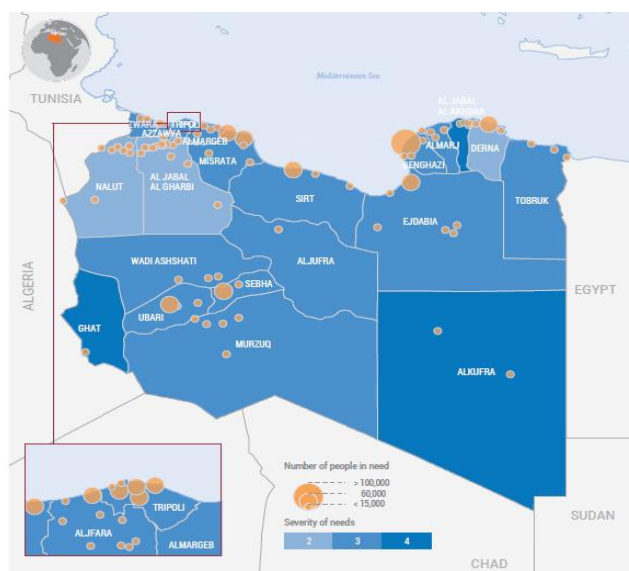 Mediterranean Sea
TUNISIA
AL JABAL
AL AKHDAR
ZWARA
TRIPOLI
AZZAWYA
ALMARGEB
ALMARJ
DERNA
MISRATA
BENGHAZI
NALUT
AL JABAL
AL GHARBI
SIRT
TOBRUK
EJDABIA
ALGERIA
WADI ASHSHATI
ALJUFRA
SEBHA
EGYPT
UBARI
GHAT
MURZUQ
ALKUFRA
Number of people in need
> 100,000
60,000
< 15,000
TRIPOLI
ALJFARA
ALMARGEB
Severity of needs
2 3 4
SUDAN
CHAD